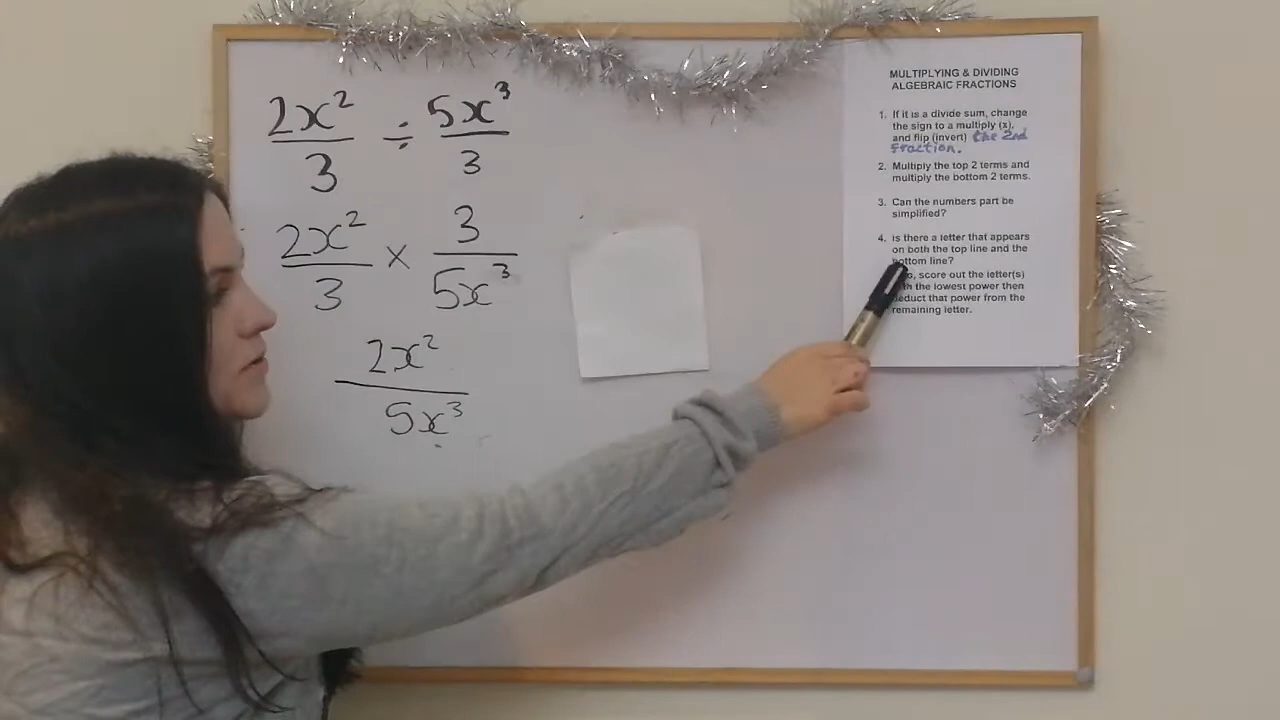 2x² / 3 ÷ 5x³ / 3
2x² / 3 × 3 / 5x³
2x² / 5x³
MULTIPLYING & DIVIDING
ALGEBRAIC FRACTIONS
1. If it is a divide sum, change
the sign to a multiply (x),
and flip (invert) the 2nd
fraction.
2. Multiply the top 2 terms and
multiply the bottom 2 terms.
3. Can the numbers part be
simplified?
4. Is there a letter that appears
on both the top line and the
bottom line?
score out the letter(s)
the lowest power then
deduct that power from the
remaining letter.